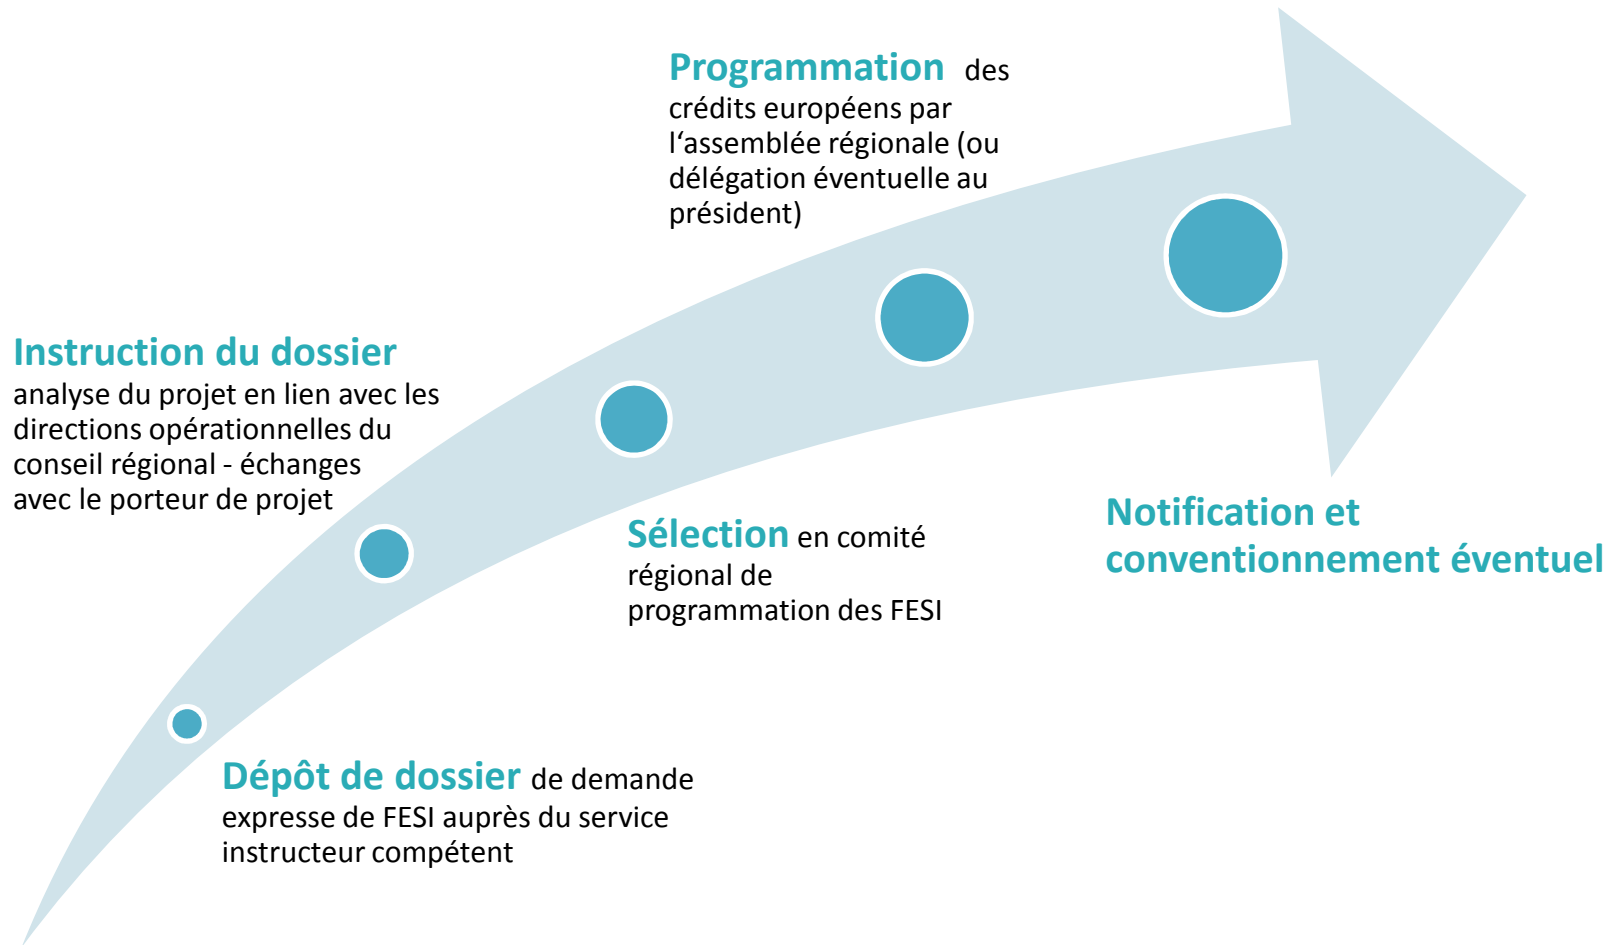 Programmation des
crédits européens par
l‘assemblée régionale (ou
délégation éventuelle au
président)
Instruction du dossier
analyse du projet en lien avec les
directions opérationnelles du
conseil régional - échanges
avec le porteur de projet
Sélection en comité
régional de
programmation des FESI
Notification et
conventionnement éventuel
Dépôt de dossier de demande
expresse de FESI auprès du service
instructeur compétent